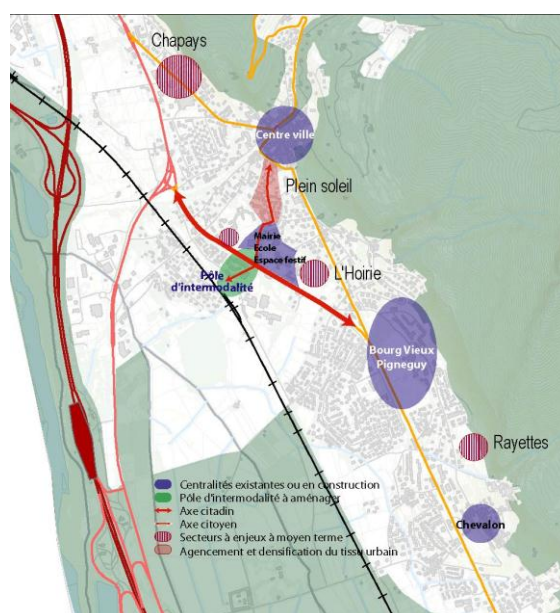 Chapays
Centre ville
Plein soleil
Mairie
Ecole
Espace festif
L'Hoirie
Pôle
d'intermodalité
Bourg Vieux
Pigneguy
Rayettes
Chevalon
Centralités existantes ou en construction
Pôle d'intermodalité à aménager
Axe citadin
Axe citoyen
Secteurs à enjeux à moyen terme
Agencement et densification du tissu urbain